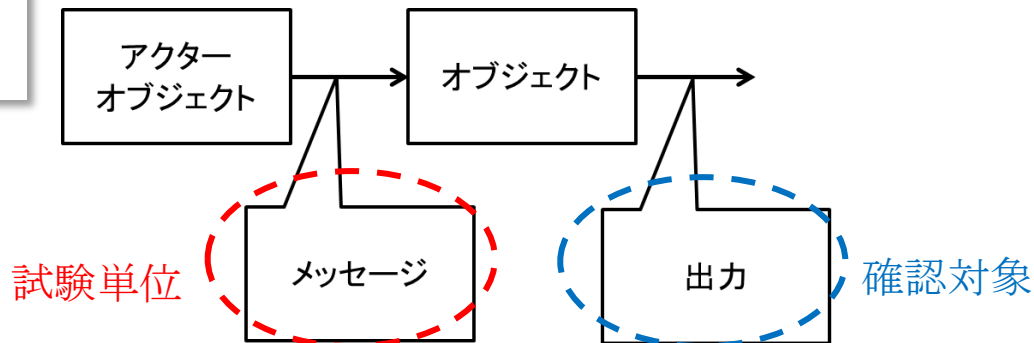 アクター
オブジェクト
オブジェクト
試験単位
メッセージ
出力
確認対象